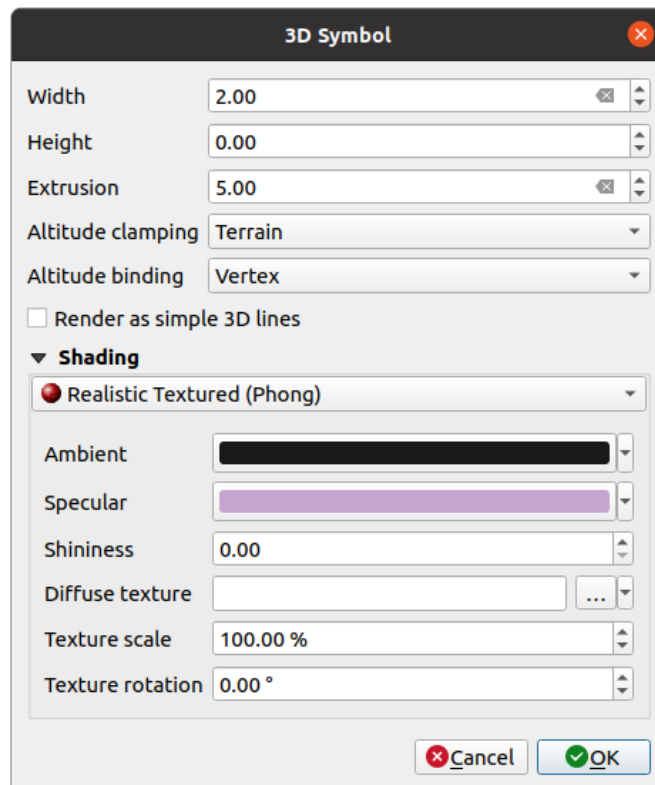 3D Symbol
Width 2.00
Height 0.00
Extrusion 5.00
Altitude clamping Terrain
Altitude binding Vertex
Render as simple 3D lines
Shading
Realistic Textured (Phong)
Ambient
Specular
Shininess 0.00
Diffuse texture ...
Texture scale 100.00 %
Texture rotation 0.00 °
Cancel OK